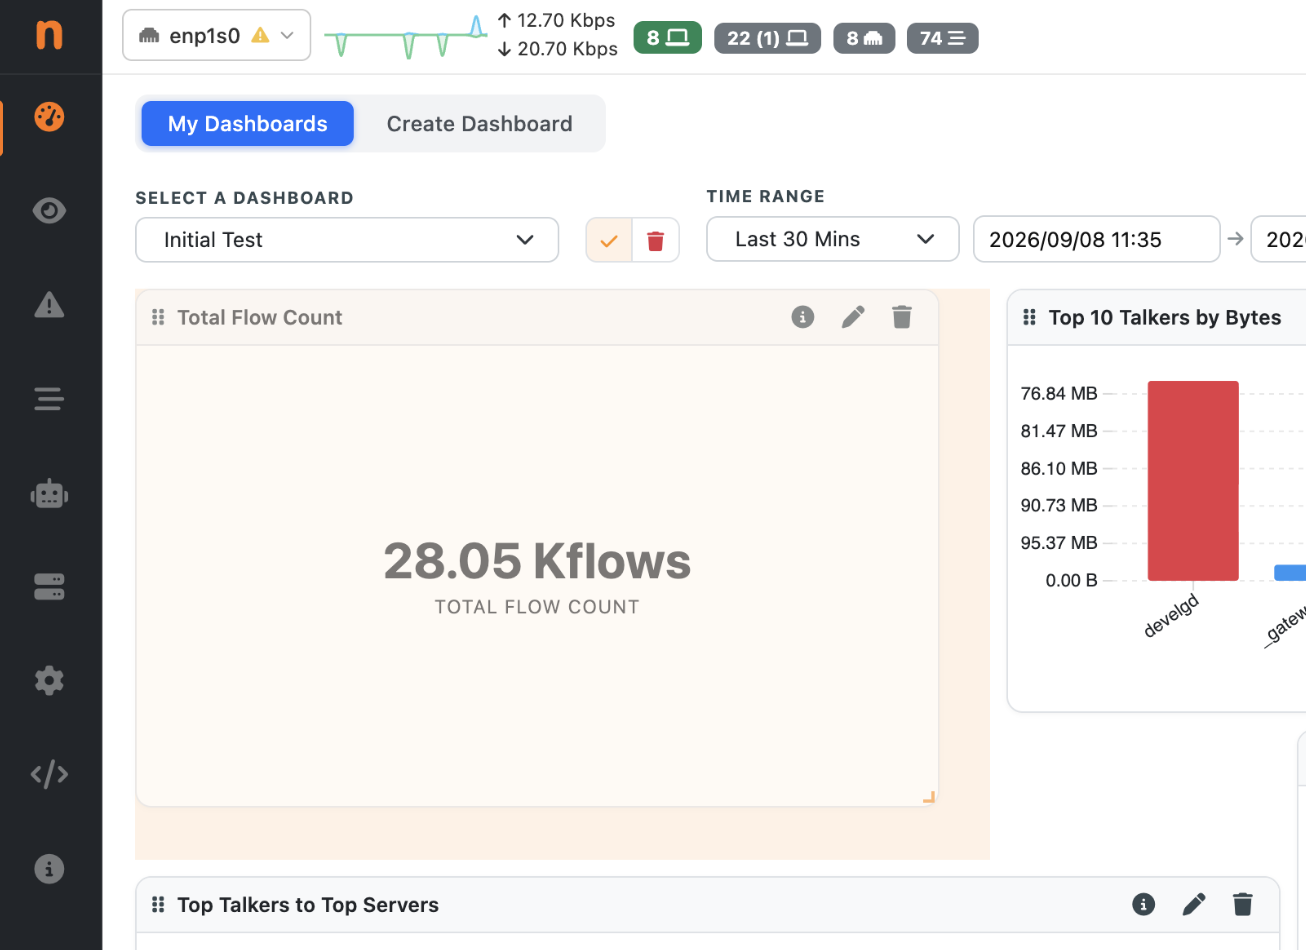 n
enp1s0
↑ 12.70 Kbps
↓ 20.70 Kbps
8
22 (1)
8
74
My Dashboards
Create Dashboard
SELECT A DASHBOARD
TIME RANGE
Initial Test
Last 30 Mins
2026/09/08 11:35
→
Total Flow Count
28.05 Kflows
TOTAL FLOW COUNT
Top 10 Talkers by Bytes
76.84 MB
81.47 MB
86.10 MB
90.73 MB
95.37 MB
0.00 B
develgd
Top Talkers to Top Servers